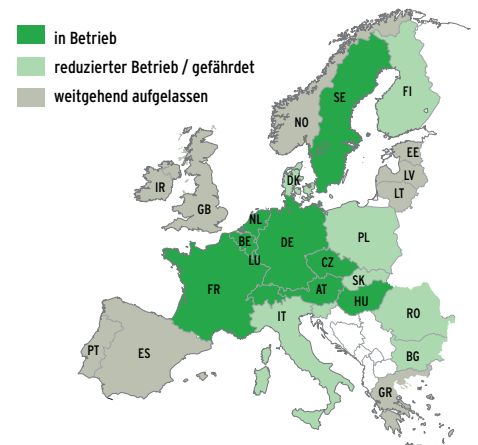 in Betrieb
reduzierter Betrieb / gefährdet
weitgehend aufgelassen
FI
SE
NO
EE
LV
LT
DK
IR
GB
NL
BE
DE
PL
LU
CZ
SK
FR
AT
HU
RO
IT
BG
PT
ES
GR